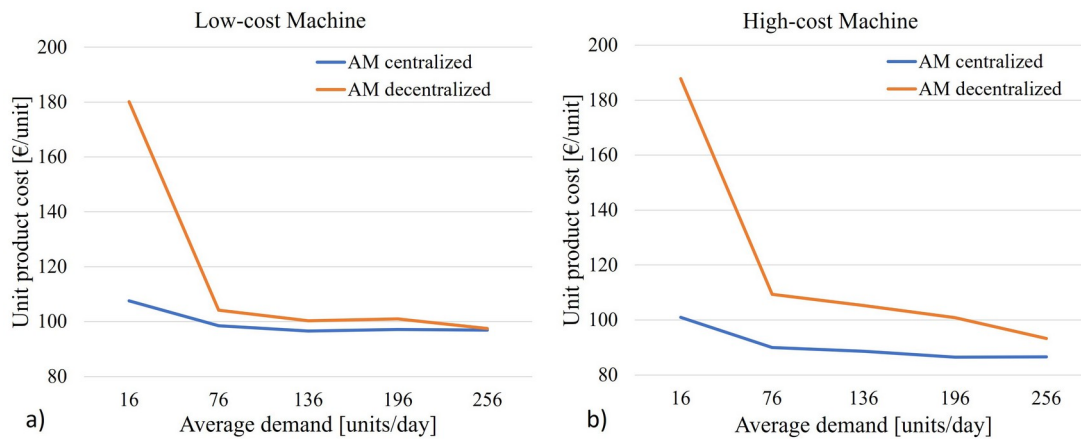 Low-cost Machine
AM centralized
AM decentralized
Unit product cost [€/unit]
200
180
160
140
120
100
80
16 76 136 196 256
Average demand [units/day]
a)
High-cost Machine
AM centralized
AM decentralized
Unit product cost [€/unit]
200
180
160
140
120
100
80
16 76 136 196 256
Average demand [units/day]
b)